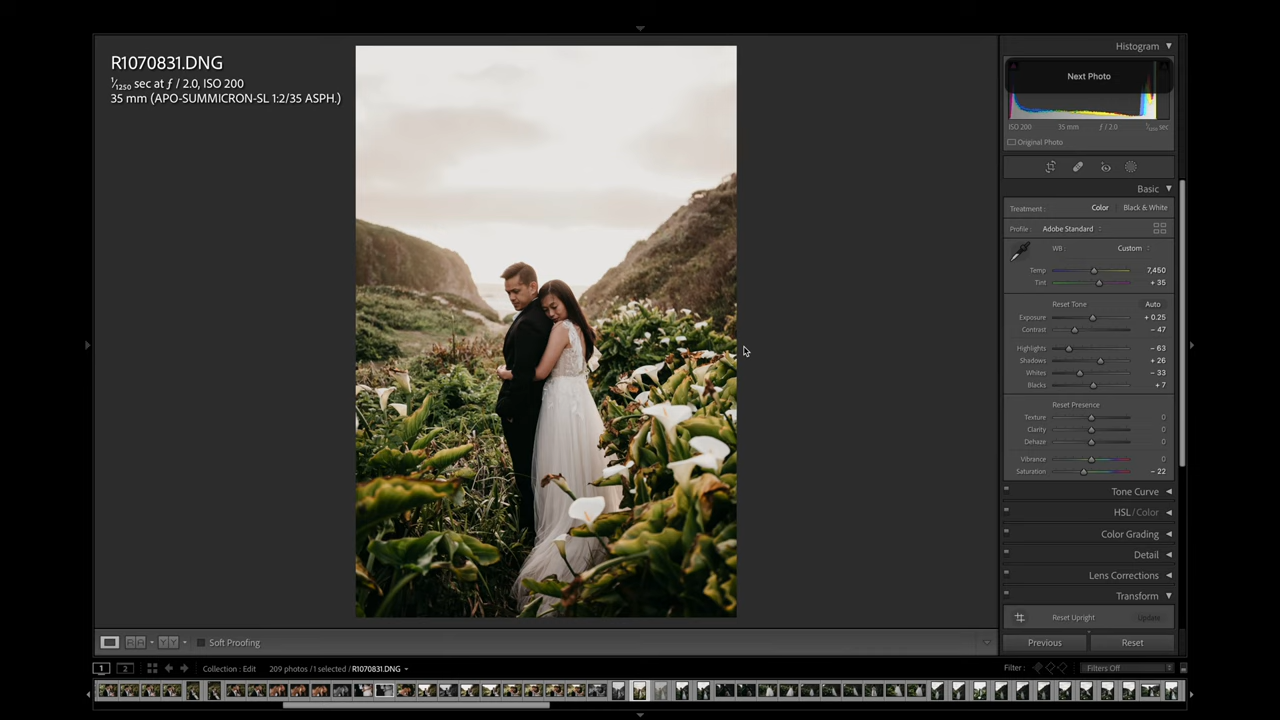 R1070831.DNG
1/1250 sec at ƒ / 2.0, ISO 200
35 mm (APO-SUMMICRON-SL 1:2/35 ASPH.)
Histogram
Next Photo
ISO 200 35 mm ƒ / 2.0 1/1250 sec
Original Photo
Basic
Treatment : Color Black & White
Profile : Adobe Standard
WB : Custom
Temp 7,450
Tint + 35
Reset Tone Auto
Exposure + 0.25
Contrast – 47
Highlights – 63
Shadows + 26
Whites – 33
Blacks + 7
Reset Presence
Texture 0
Clarity 0
Dehaze 0
Vibrance 0
Saturation – 22
Tone Curve
HSL / Color
Color Grading
Detail
Lens Corrections
Transform
Reset Upright Update
Soft Proofing
Previous Reset
1 2 Collection : Edit 209 photos / 1 selected / R1070831.DNG Filter : Filters Off